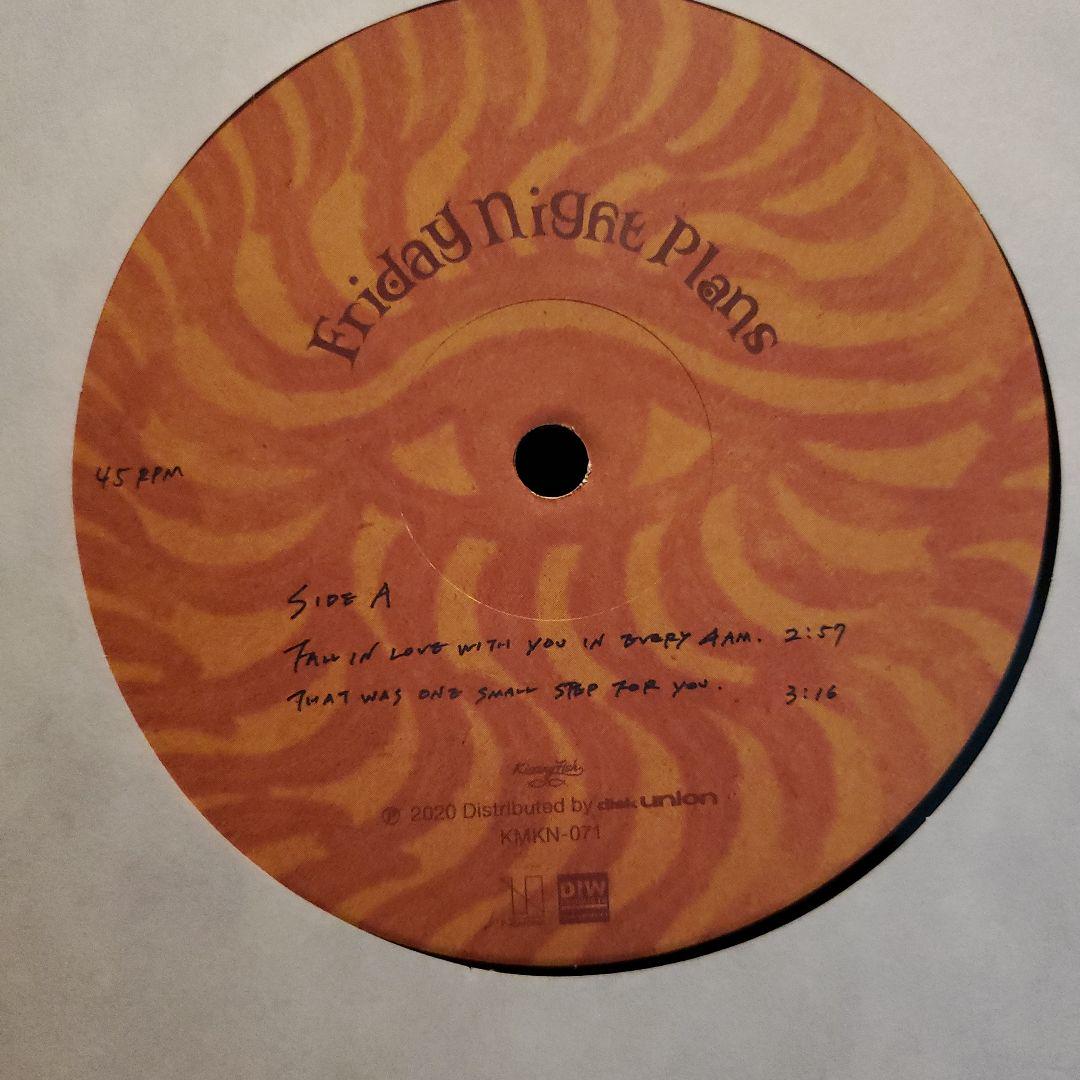 Friday Night Plans
45 RPM
SIDE A
FALL IN LOVE WITH YOU IN EVERY 4AM. 2:57
THAT WAS ONE SMALL STEP FOR YOU. 3:16
℗ 2020 Distributed by disk union
KMKN-071
DIW